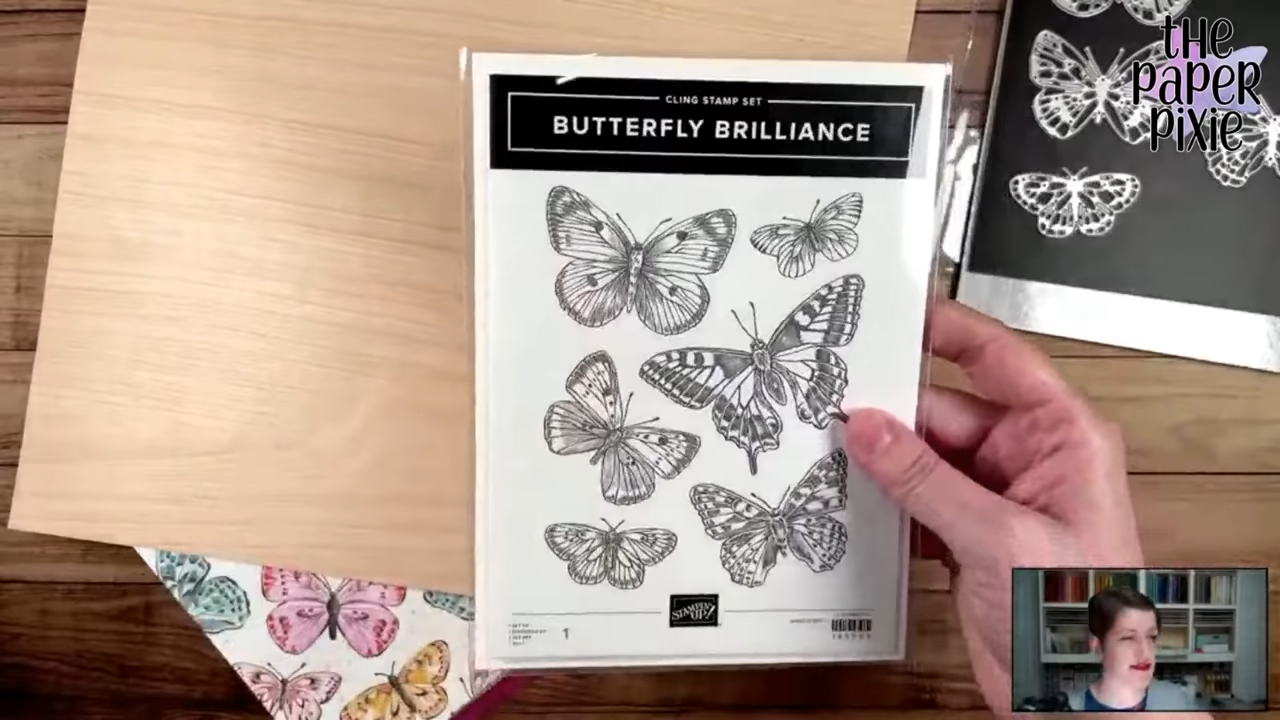 CLING STAMP SET
BUTTERFLY BRILLIANCE
STAMPIN' UP!
1
the
paper
pixie